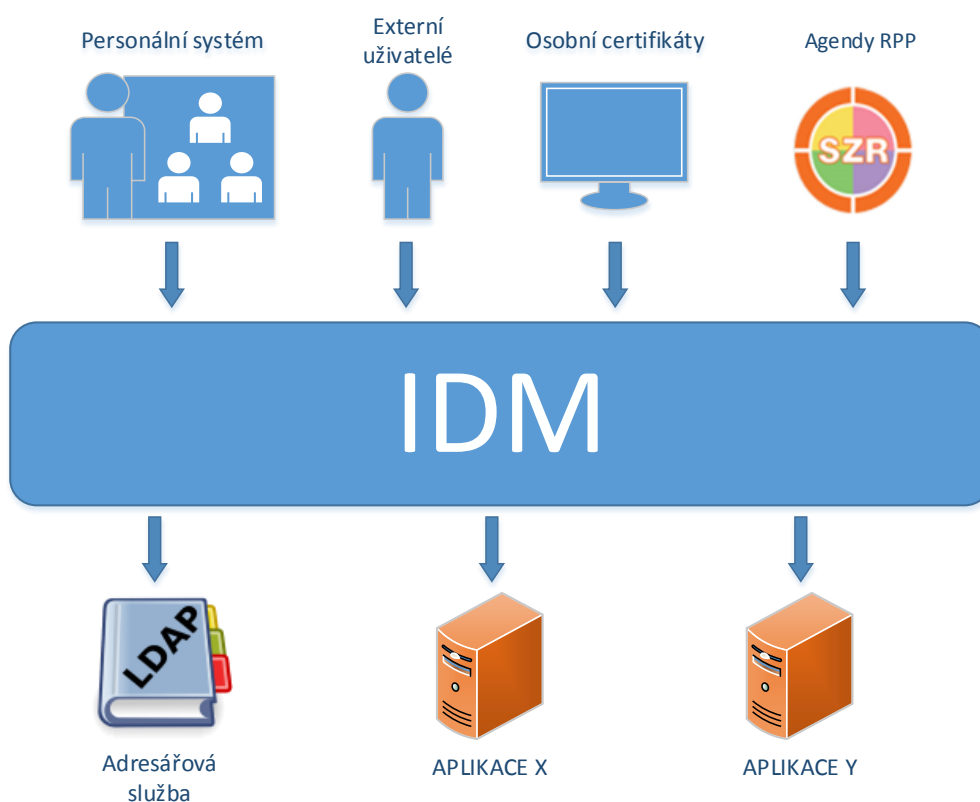 Personální systém
Externí
uživatelé
Osobní certifikáty
Agendy RPP
SZR
IDM
LDAP
Adresářová
služba
APLIKACE X
APLIKACE Y